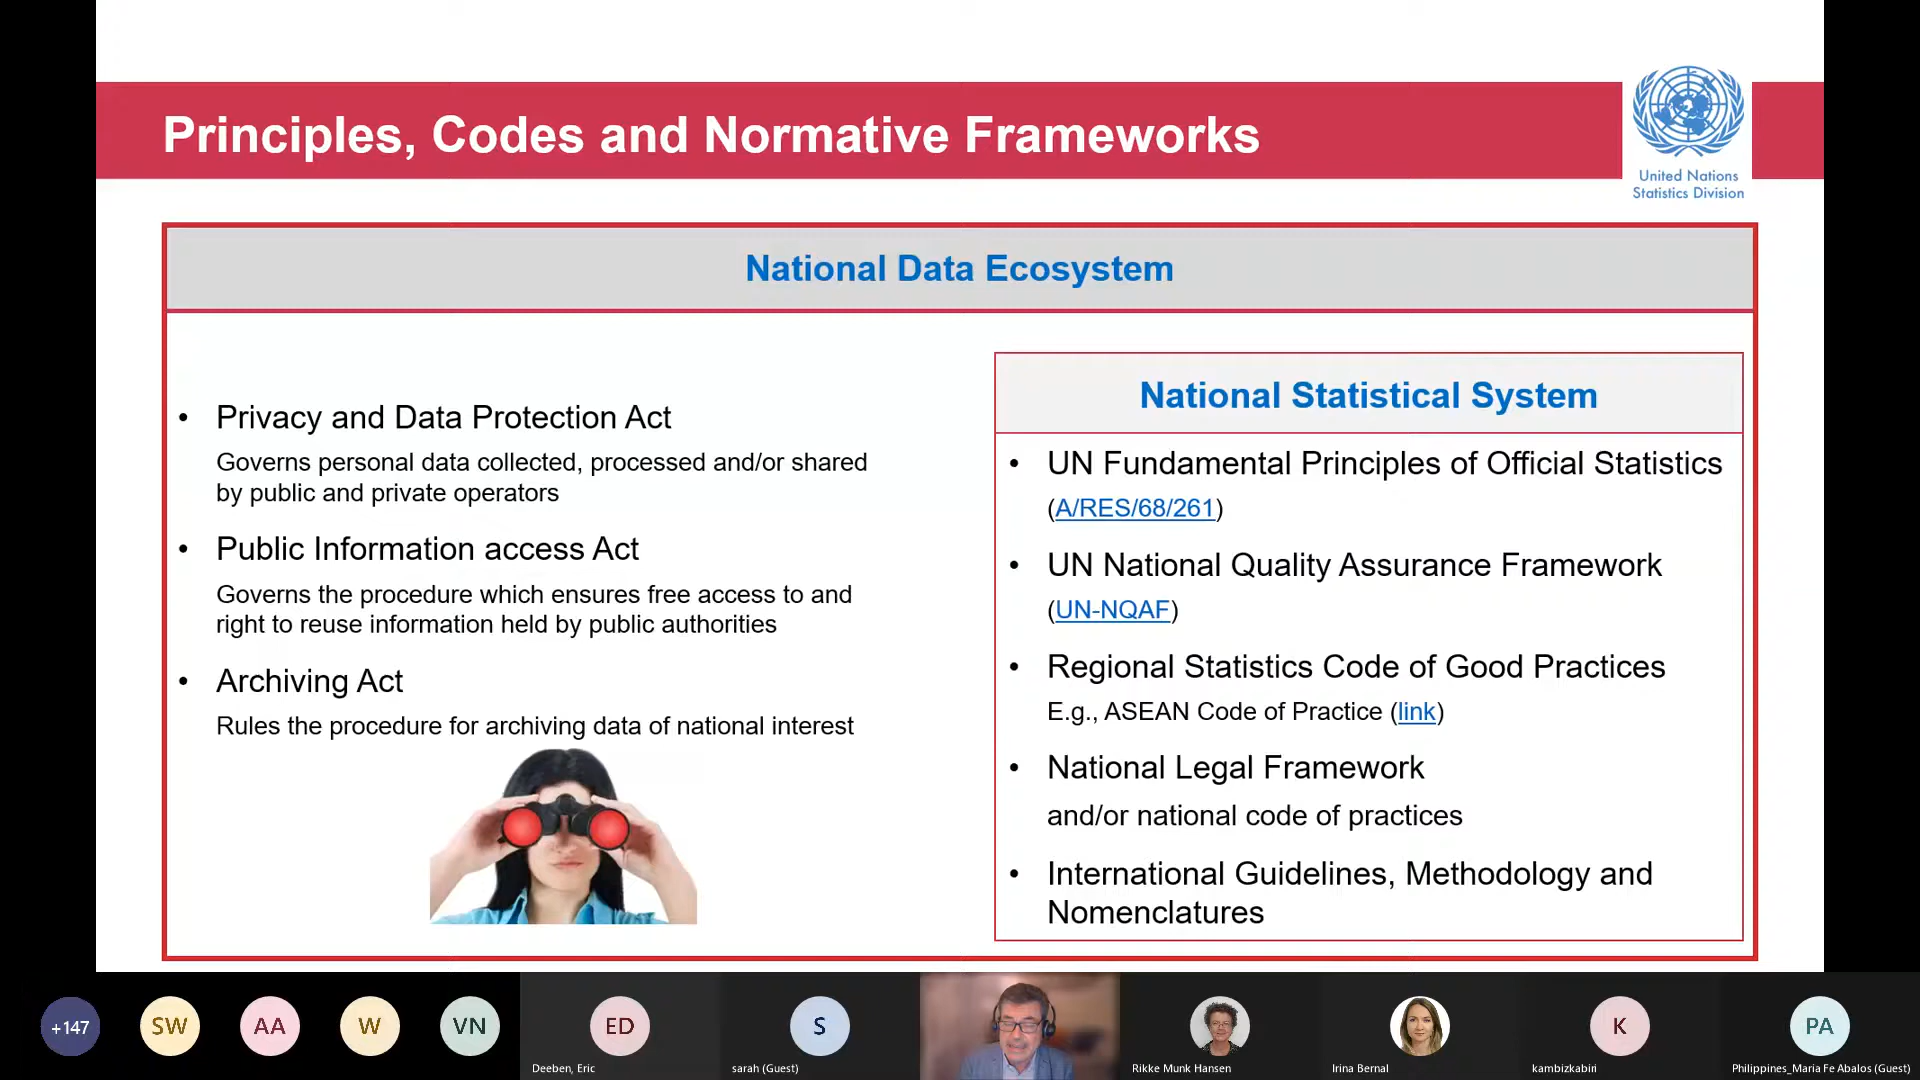 Principles, Codes and Normative Frameworks
United Nations
Statistics Division
National Data Ecosystem
• Privacy and Data Protection Act
Governs personal data collected, processed and/or shared
by public and private operators
• Public Information access Act
Governs the procedure which ensures free access to and
right to reuse information held by public authorities
• Archiving Act
Rules the procedure for archiving data of national interest
National Statistical System
• UN Fundamental Principles of Official Statistics
(A/RES/68/261)
• UN National Quality Assurance Framework
(UN-NQAF)
• Regional Statistics Code of Good Practices
E.g., ASEAN Code of Practice (link)
• National Legal Framework
and/or national code of practices
• International Guidelines, Methodology and
Nomenclatures
+147
SW
AA
W
VN
ED
S
K
PA
Deeben, Eric
sarah (Guest)
Rikke Munk Hansen
Irina Bernal
kambizkabiri
Philippines_Maria Fe Abalos (Guest)